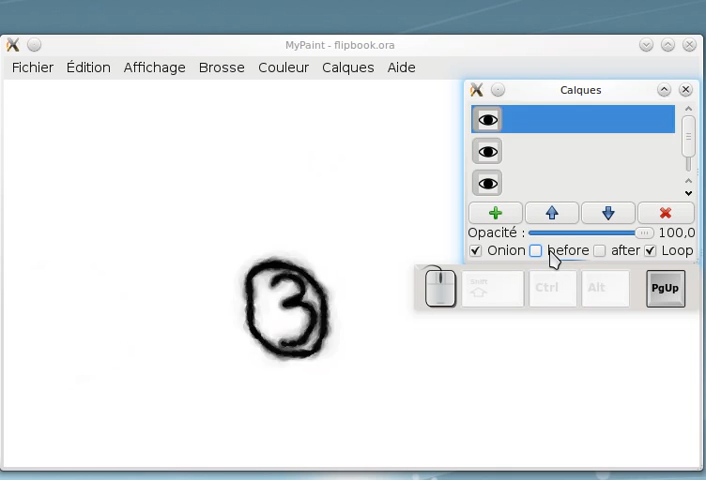 MyPaint - flipbook.ora
Fichier Édition Affichage Brosse Couleur Calques Aide
Calques
Opacité : 100,0
Onion before after Loop
Shift Ctrl Alt PgUp
3